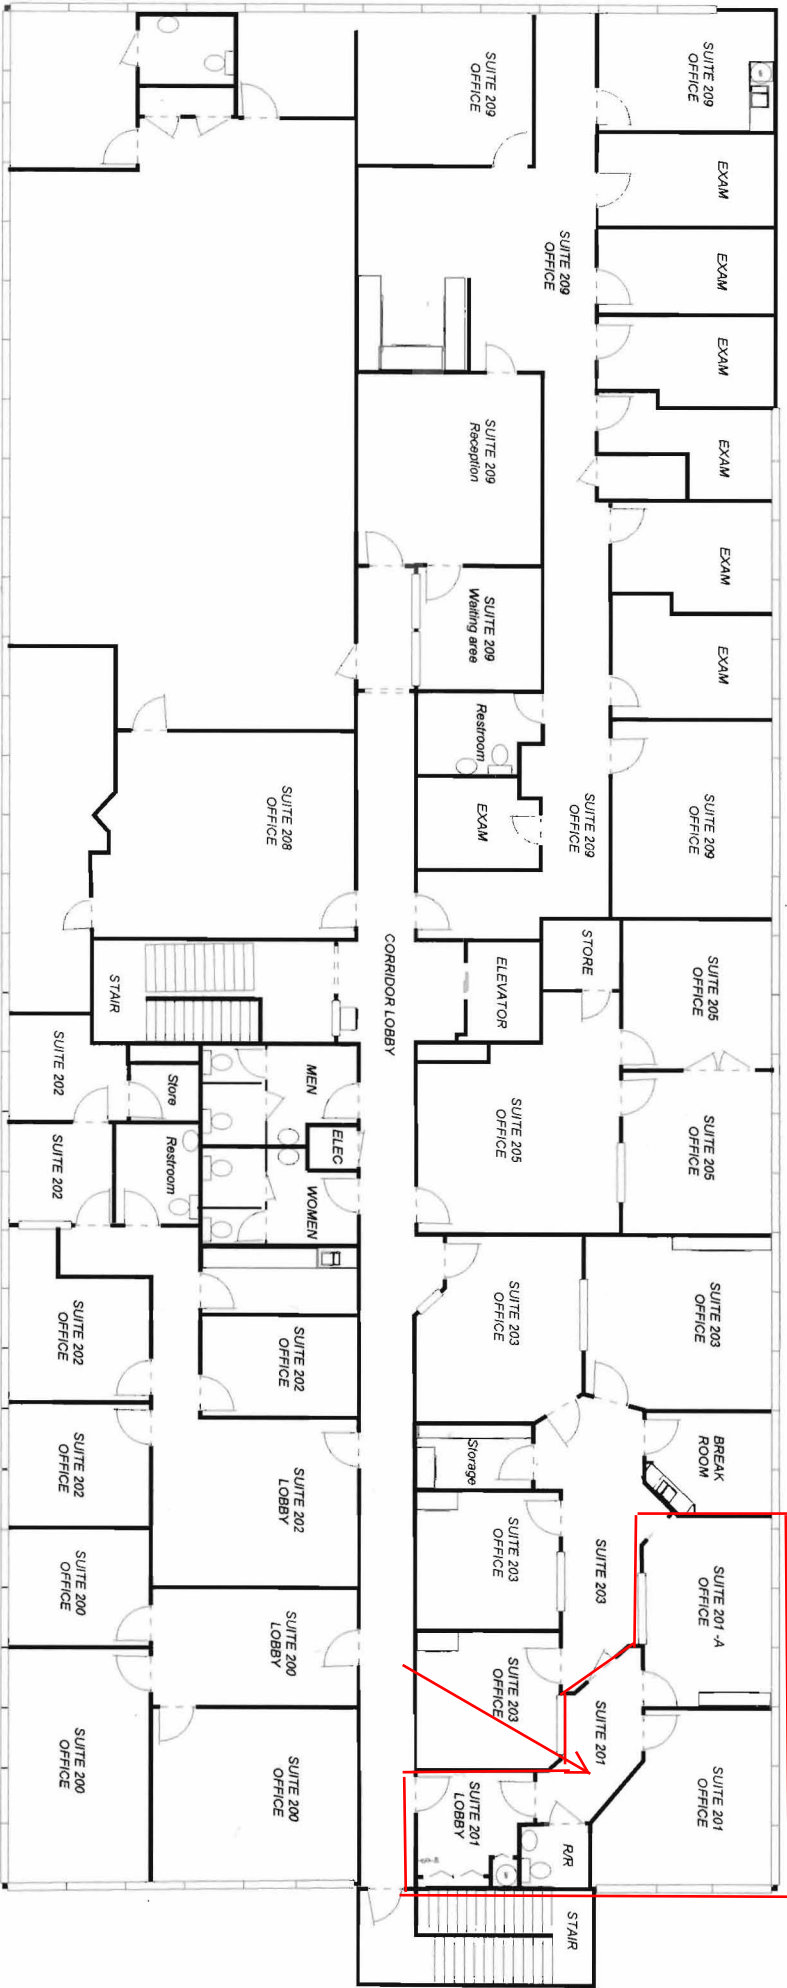 SUITE 209
OFFICE
SUITE 209
OFFICE
EXAM
SUITE 209
OFFICE
EXAM
EXAM
SUITE 209
Reception
EXAM
EXAM
SUITE 209
Waiting area
EXAM
Restroom
SUITE 208
OFFICE
EXAM
SUITE 209
OFFICE
SUITE 209
OFFICE
CORRIDOR LOBBY
STAIR
ELEVATOR
STORE
SUITE 205
OFFICE
SUITE 202
Store
MEN
SUITE 205
OFFICE
SUITE 205
OFFICE
ELEC
SUITE 202
Restroom
WOMEN
SUITE 203
OFFICE
SUITE 203
OFFICE
SUITE 202
OFFICE
SUITE 202
OFFICE
SUITE 202
OFFICE
SUITE 202
LOBBY
Storage
BREAK
ROOM
SUITE 203
OFFICE
SUITE 203
SUITE 201 -A
OFFICE
SUITE 200
OFFICE
SUITE 200
LOBBY
SUITE 203
OFFICE
SUITE 201
SUITE 200
OFFICE
SUITE 200
OFFICE
SUITE 201
LOBBY
SUITE 201
OFFICE
R/R
STAIR